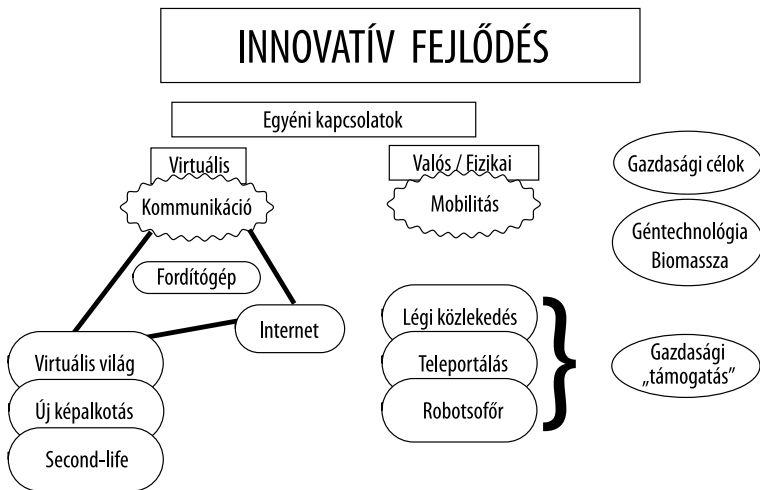 INNOVATÍV FEJLŐDÉS
Egyéni kapcsolatok
Virtuális
Kommunikáció
Fordítógép
Internet
Virtuális világ
Új képalkotás
Second-life
Valós / Fizikai
Mobilitás
Légi közlekedés
Teleportálás
Robotsofőr
Gazdasági célok
Géntechnológia
Biomassza
Gazdasági
„támogatás”